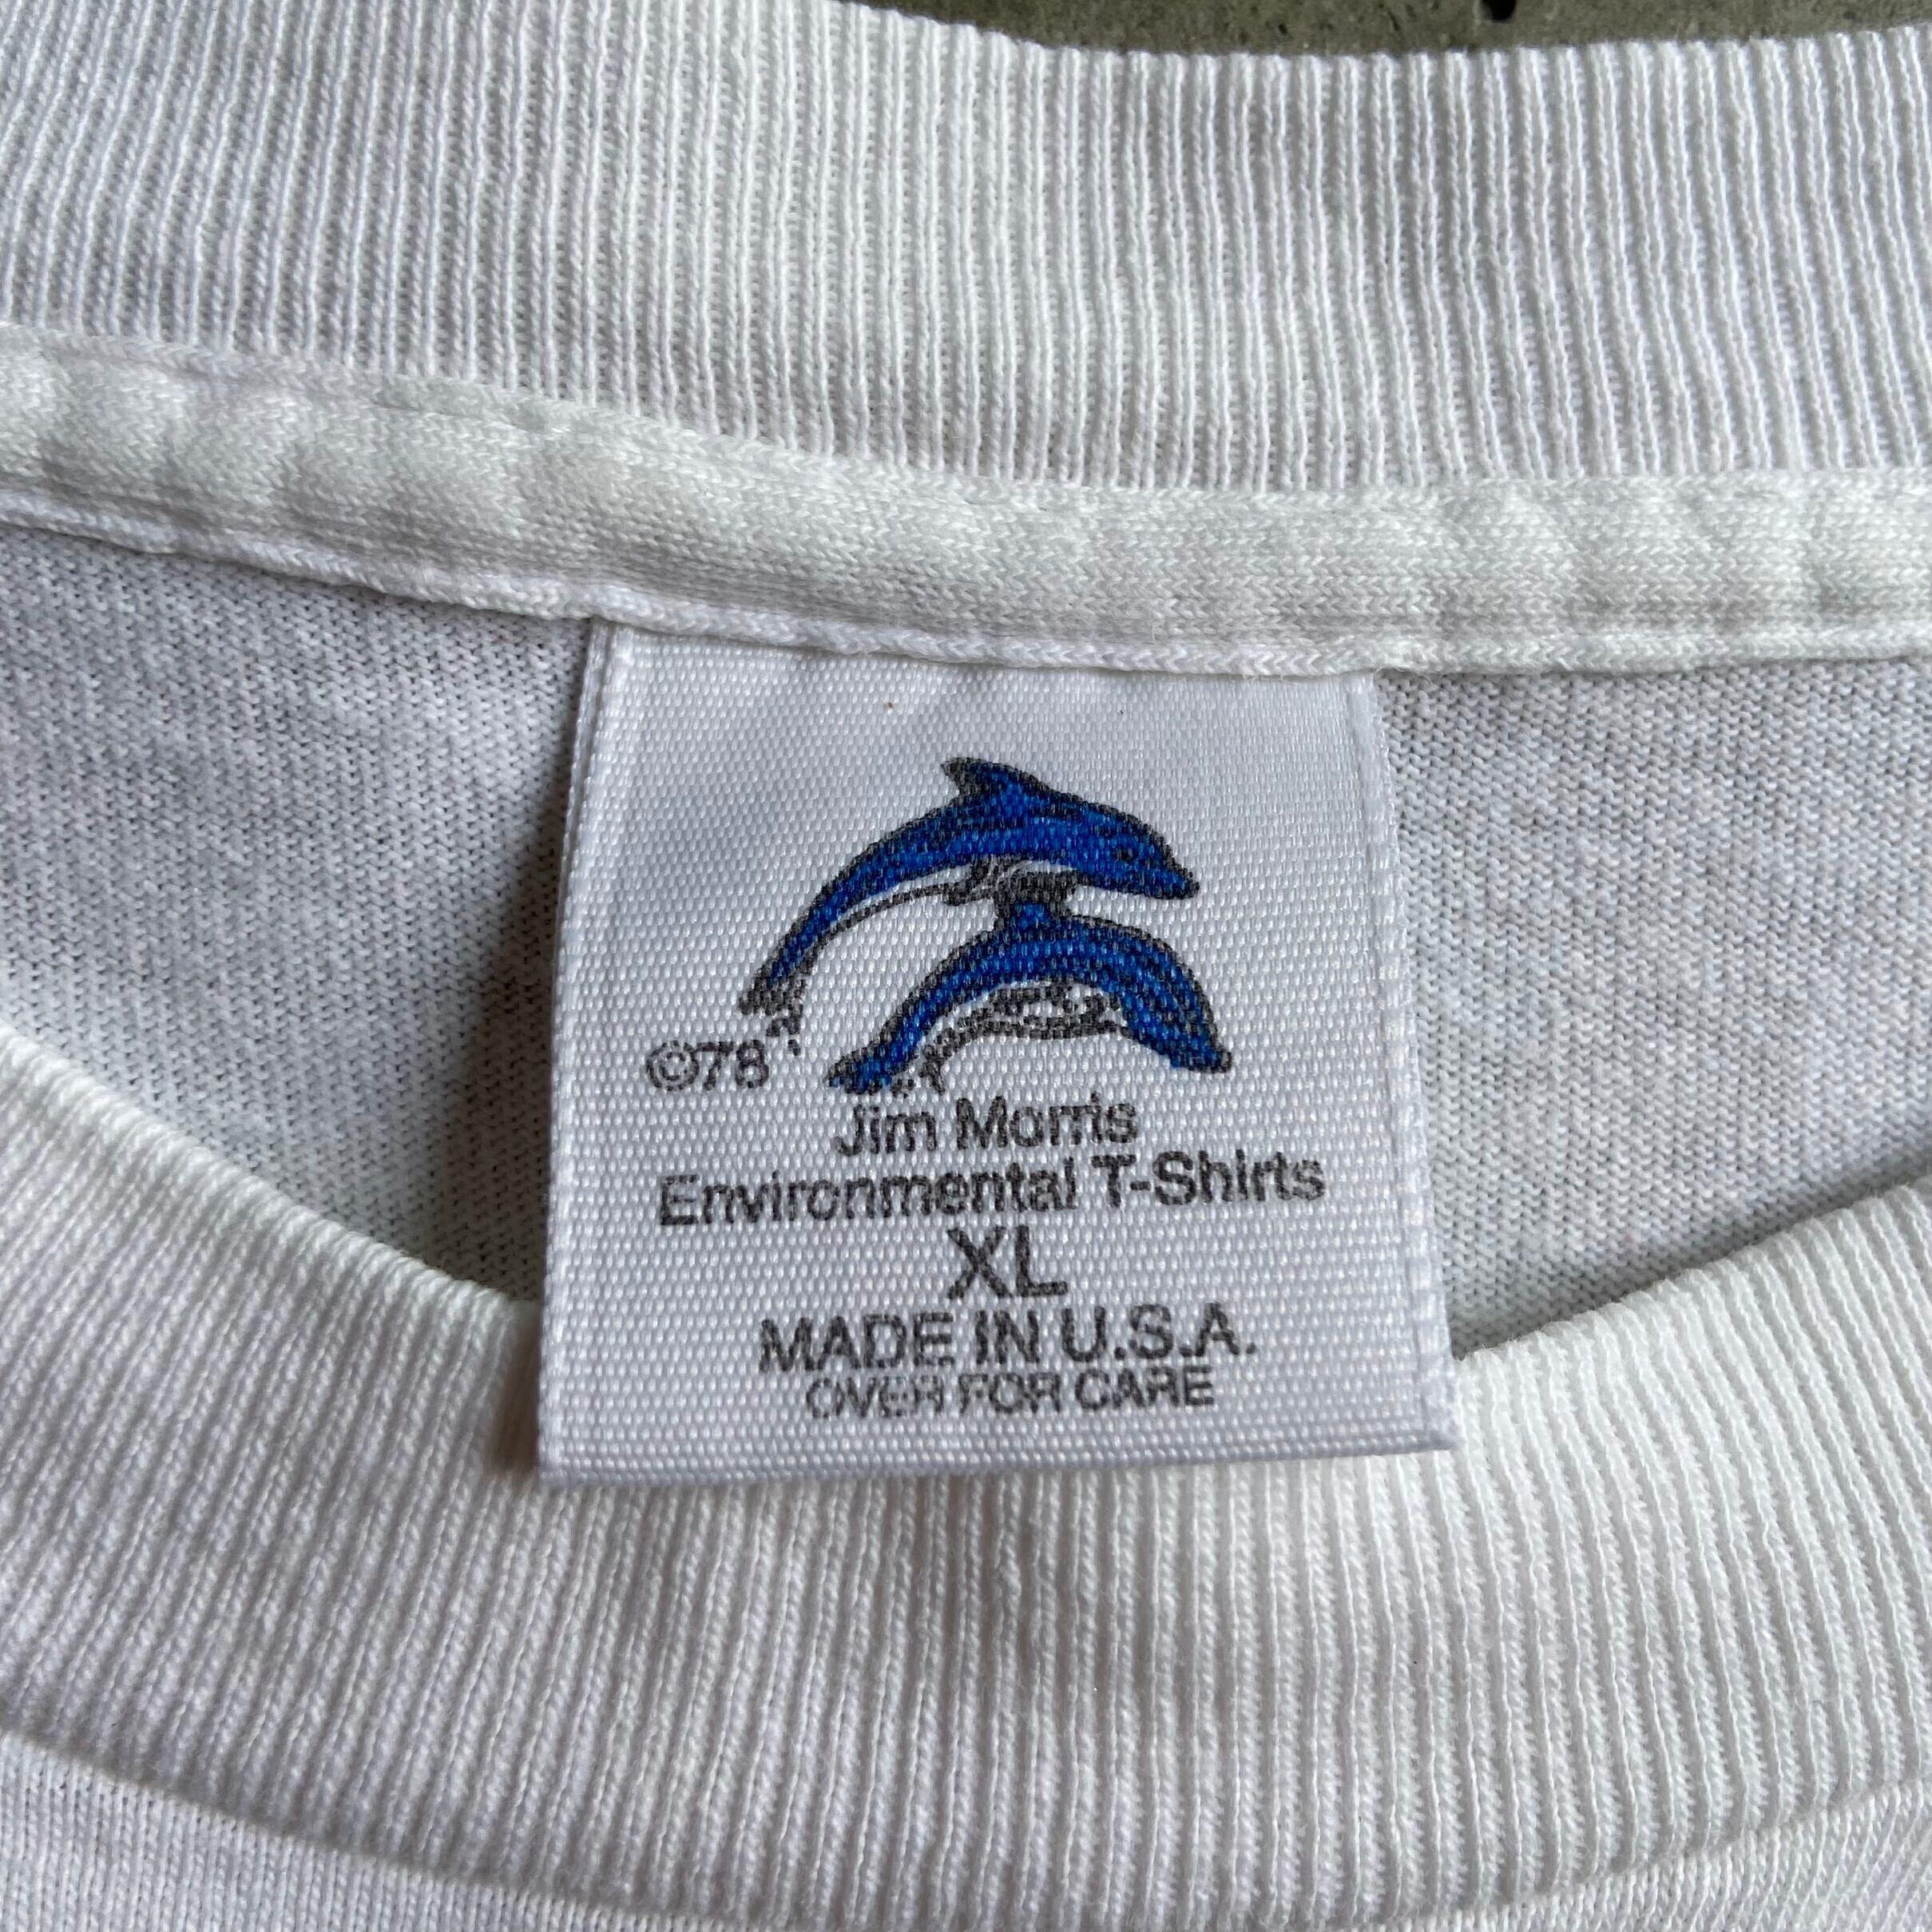 ©78
Jim Morris
Environmental T-Shirts
XL
MADE IN U.S.A.
OVER FOR CARE